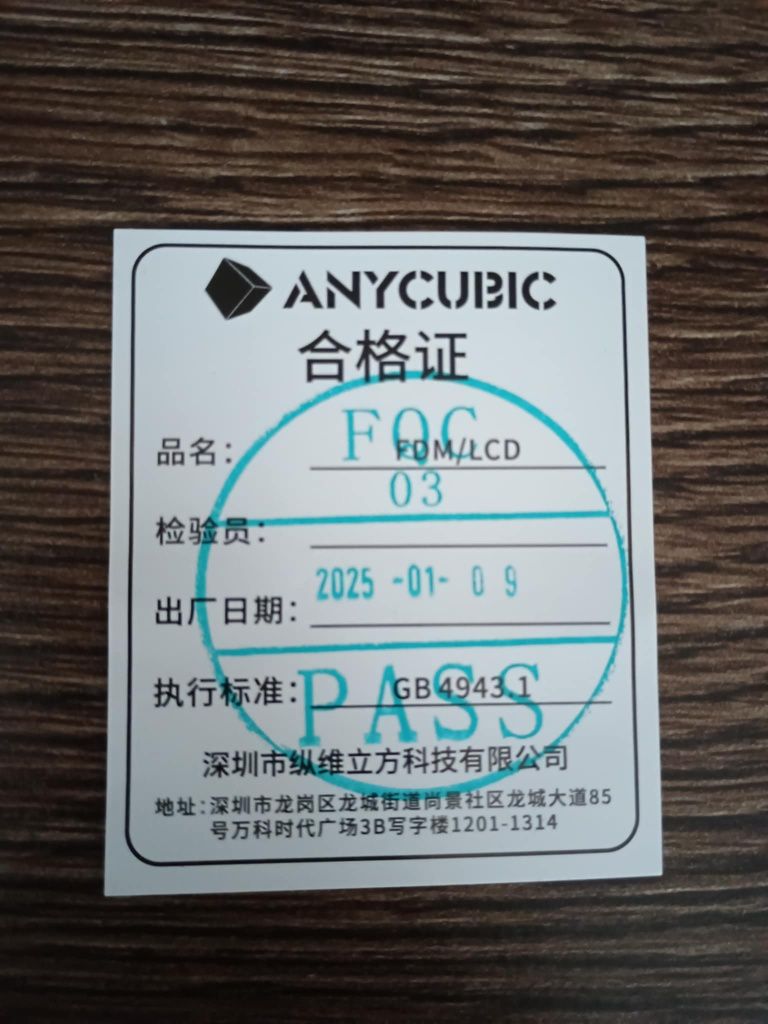 ANYCUBIC
合格证
FQC
品名： FDM/LCD
03
检验员：
2025 -01- 09
出厂日期：
执行标准： GB 4943.1
PASS
深圳市纵维立方科技有限公司
地址：深圳市龙岗区龙城街道尚景社区龙城大道85
号万科时代广场3B写字楼1201-1314